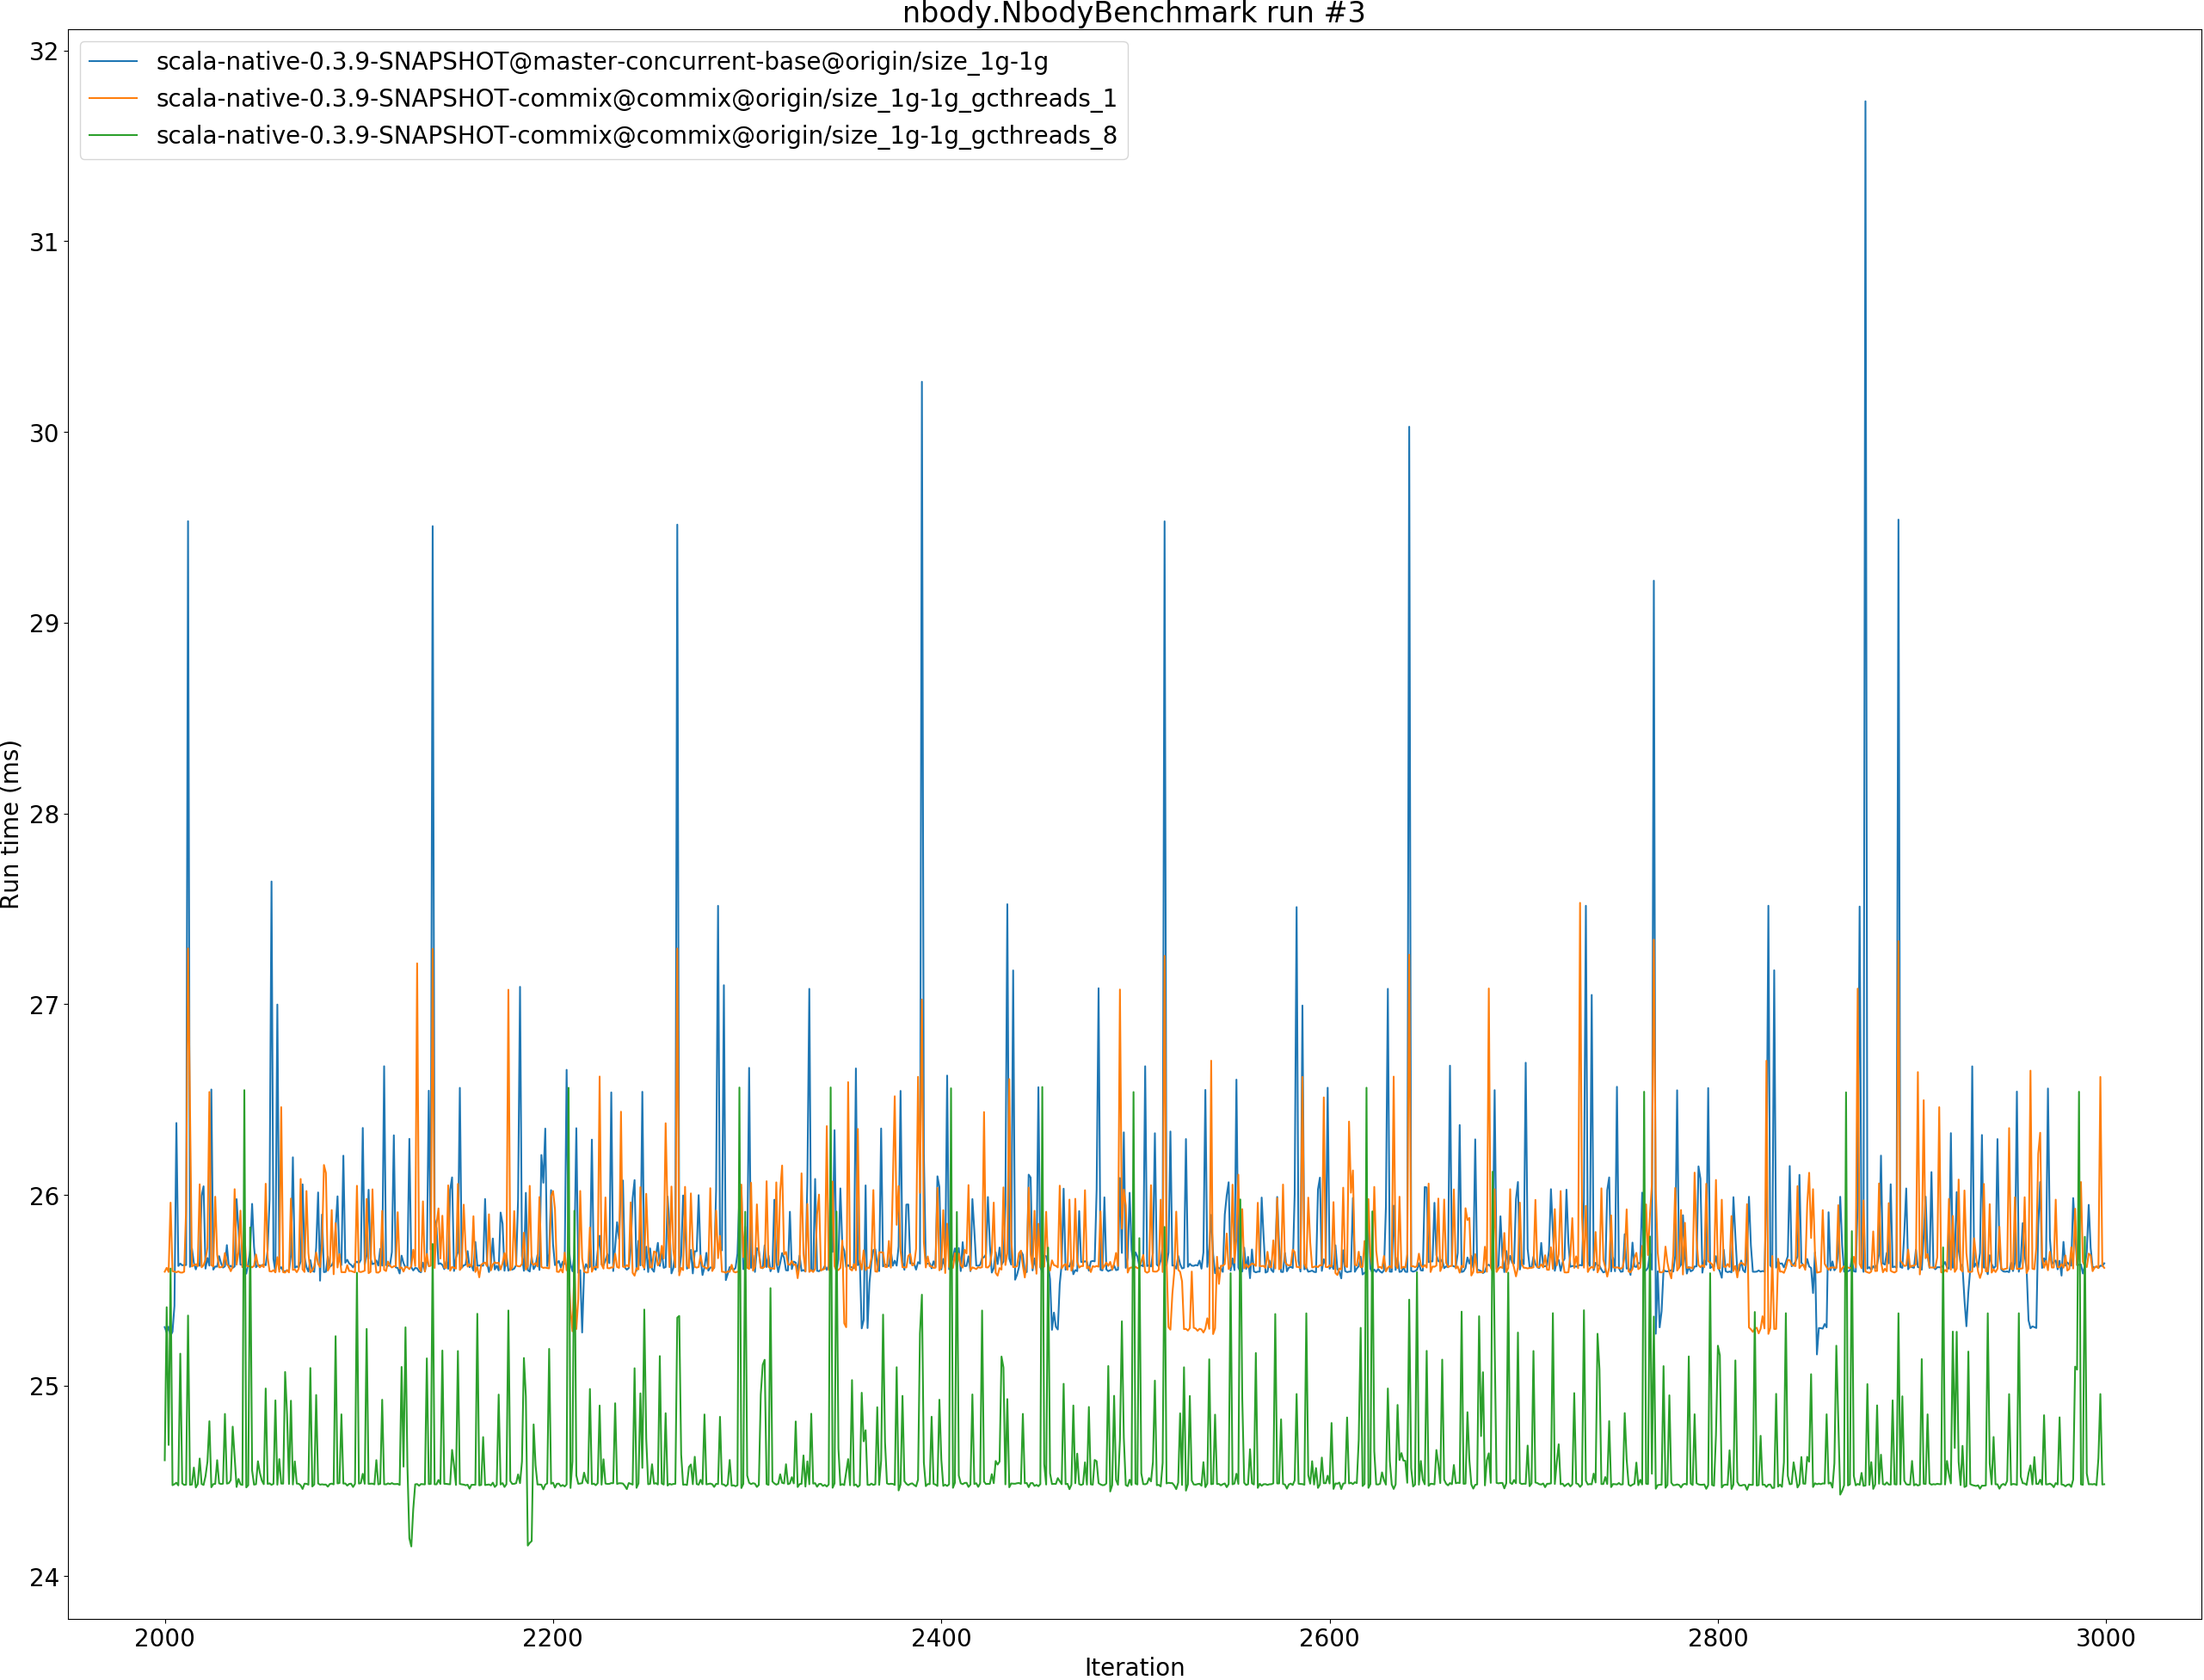 nbody.NbodyBenchmark run #3
scala-native-0.3.9-SNAPSHOT@master-concurrent-base@origin/size_1g-1g
scala-native-0.3.9-SNAPSHOT-commix@commix@origin/size_1g-1g_gcthreads_1
scala-native-0.3.9-SNAPSHOT-commix@commix@origin/size_1g-1g_gcthreads_8
32
31
30
29
28
27
26
25
24
Run time (ms)
2000 2200 2400 2600 2800 3000
Iteration